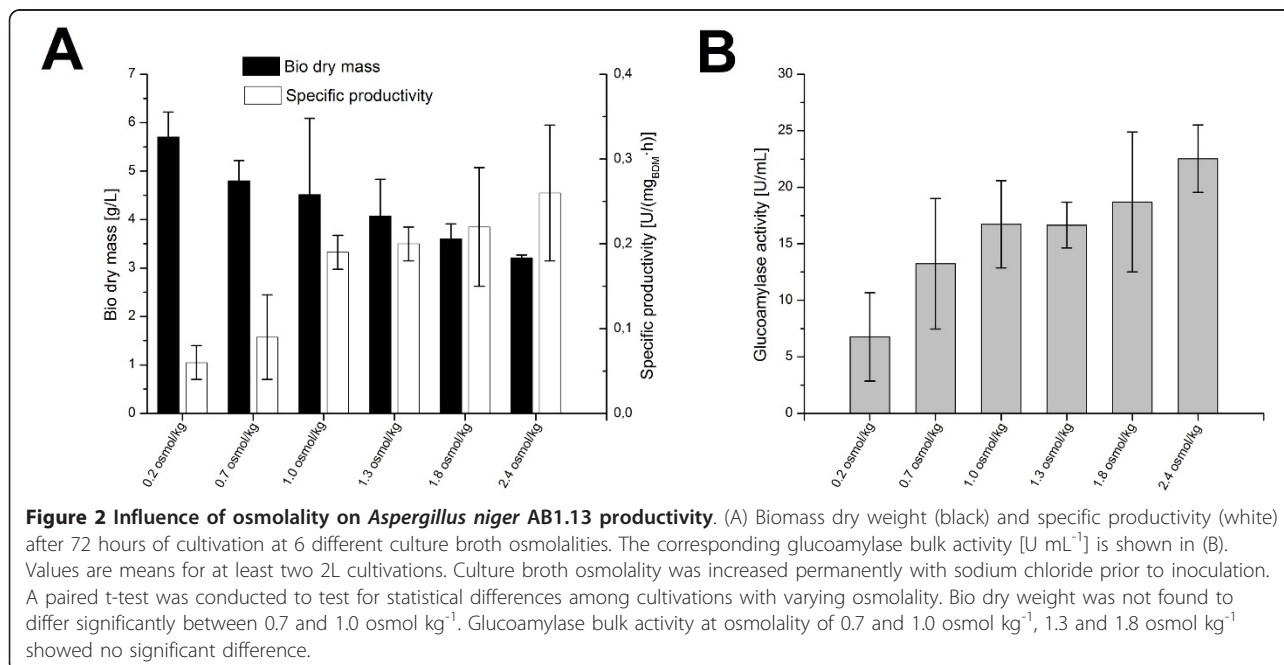 A
Bio dry mass
Specific productivity
7
6
5
4
3
2
1
0
Bio dry mass [g/L]
0,4
0,3
0,2
0,1
0,0
Specific productivity [U/(mgBDM·h)]
0.2 osmol/kg
0.7 osmol/kg
1.0 osmol/kg
1.3 osmol/kg
1.8 osmol/kg
2.4 osmol/kg
B
30
25
20
15
10
5
0
Glucoamylase activity [U/mL]
0.2 osmol/kg
0.7 osmol/kg
1.0 osmol/kg
1.3 osmol/kg
1.8 osmol/kg
2.4 osmol/kg
Figure 2 Influence of osmolality on Aspergillus niger AB1.13 productivity. (A) Biomass dry weight (black) and specific productivity (white)
after 72 hours of cultivation at 6 different culture broth osmolalities. The corresponding glucoamylase bulk activity [U mL-1] is shown in (B).
Values are means for at least two 2L cultivations. Culture broth osmolality was increased permanently with sodium chloride prior to inoculation.
A paired t-test was conducted to test for statistical differences among cultivations with varying osmolality. Bio dry weight was not found to
differ significantly between 0.7 and 1.0 osmol kg-1. Glucoamylase bulk activity at osmolality of 0.7 and 1.0 osmol kg-1, 1.3 and 1.8 osmol kg-1
showed no significant difference.